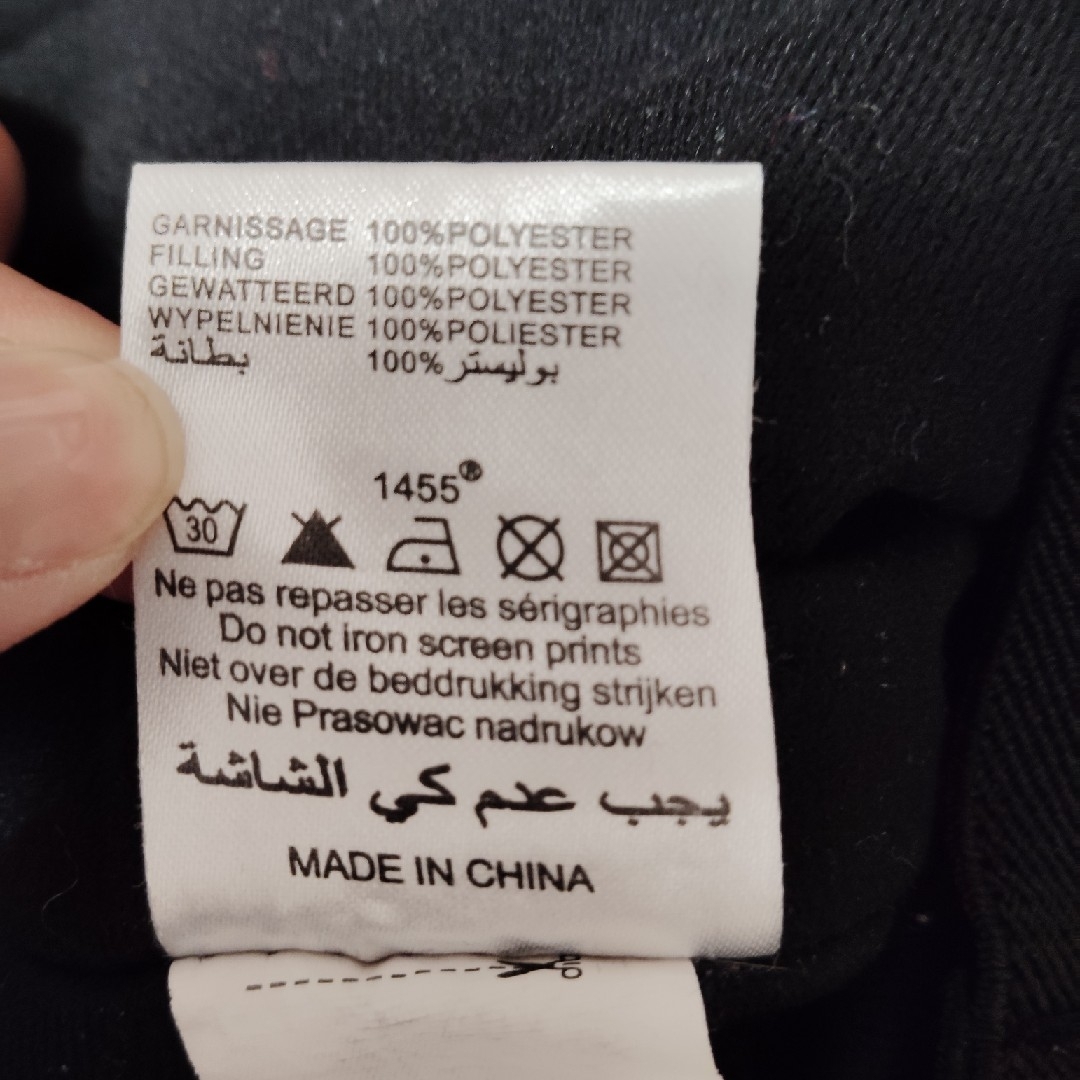 GARNISSAGE 100%POLYESTER
FILLING 100%POLYESTER
GEWATTEERD 100%POLYESTER
WYPELNIENIE 100%POLIESTER
بطانة 100% بوليستر
1455®
30
Ne pas repasser les sérigraphies
Do not iron screen prints
Niet over de beddrukking strijken
Nie Prasowac nadrukow
يجب عدم كي الشاشة
MADE IN CHINA